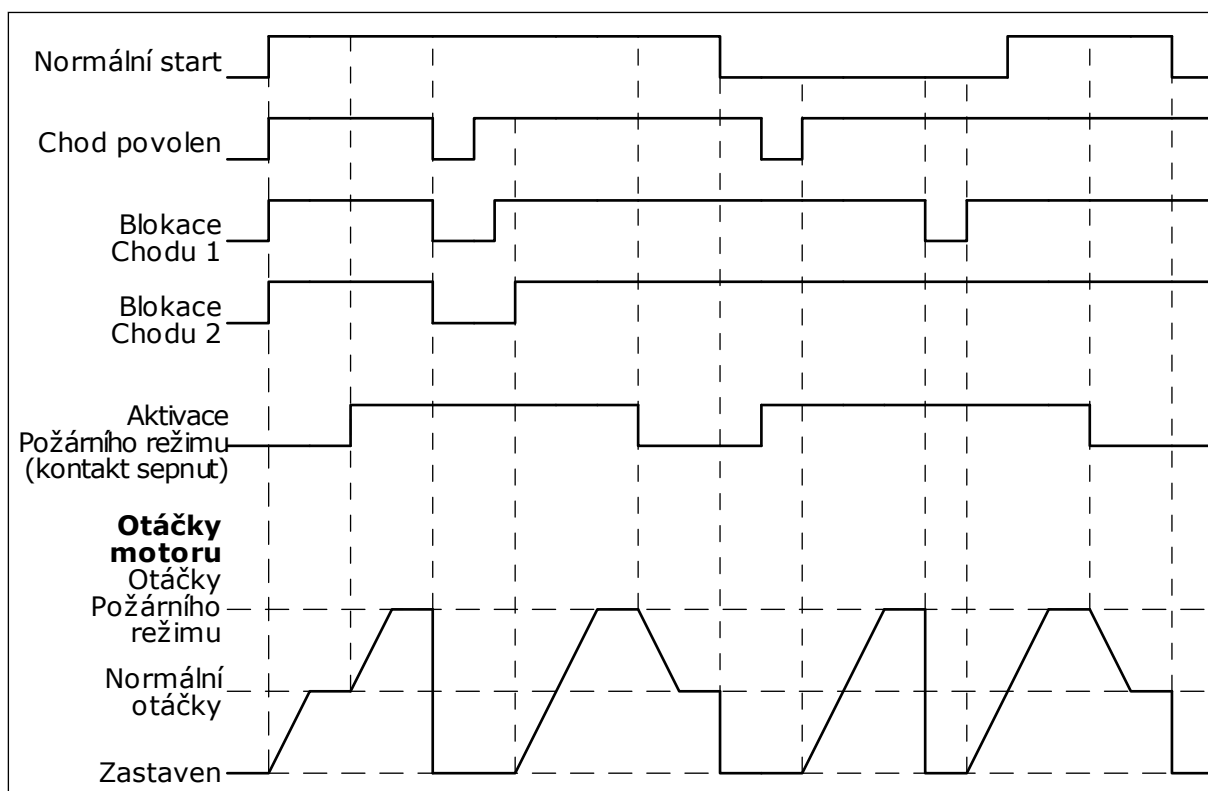 Normální start
Chod povolen
Blokace
Chodu 1
Blokace
Chodu 2
Aktivace
Požárního režimu
(kontakt sepnut)
Otáčky
motoru
Otáčky
Požárního
režimu
Normální
otáčky
Zastaven